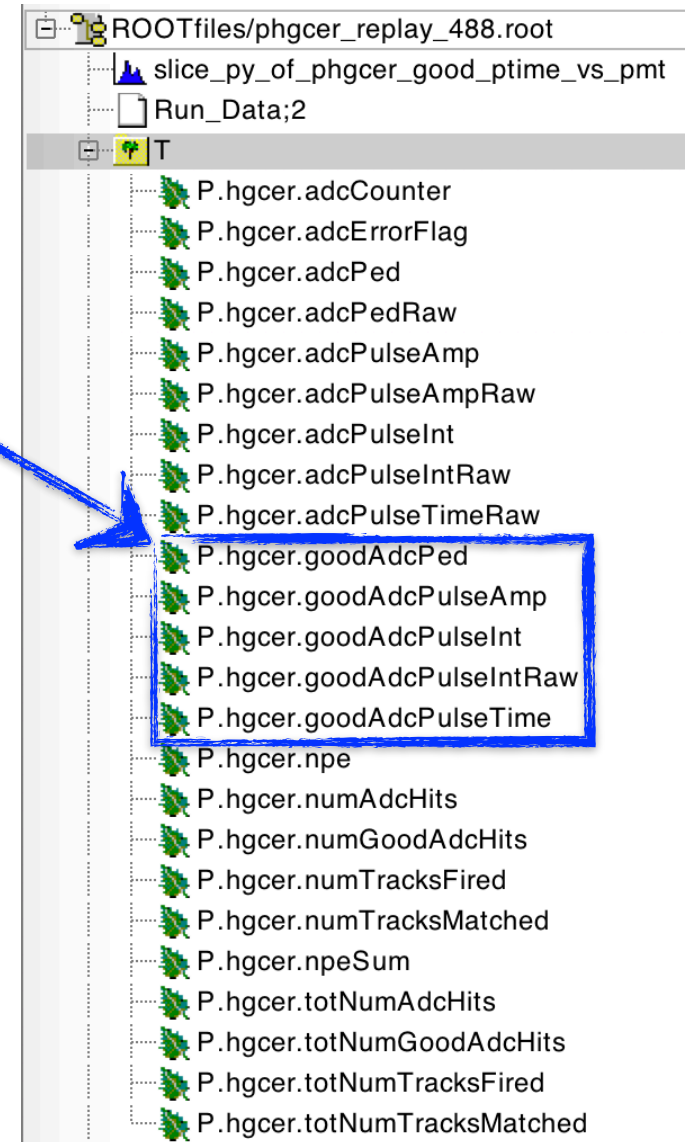 ROOTfiles/phgcer_replay_488.root
slice_py_of_phgcer_good_ptime_vs_pmt
Run_Data;2
T
P.hgcer.adcCounter
P.hgcer.adcErrorFlag
P.hgcer.adcPed
P.hgcer.adcPedRaw
P.hgcer.adcPulseAmp
P.hgcer.adcPulseAmpRaw
P.hgcer.adcPulseInt
P.hgcer.adcPulseIntRaw
P.hgcer.adcPulseTimeRaw
P.hgcer.goodAdcPed
P.hgcer.goodAdcPulseAmp
P.hgcer.goodAdcPulseInt
P.hgcer.goodAdcPulseIntRaw
P.hgcer.goodAdcPulseTime
P.hgcer.npe
P.hgcer.numAdcHits
P.hgcer.numGoodAdcHits
P.hgcer.numTracksFired
P.hgcer.numTracksMatched
P.hgcer.npeSum
P.hgcer.totNumAdcHits
P.hgcer.totNumGoodAdcHits
P.hgcer.totNumTracksFired
P.hgcer.totNumTracksMatched